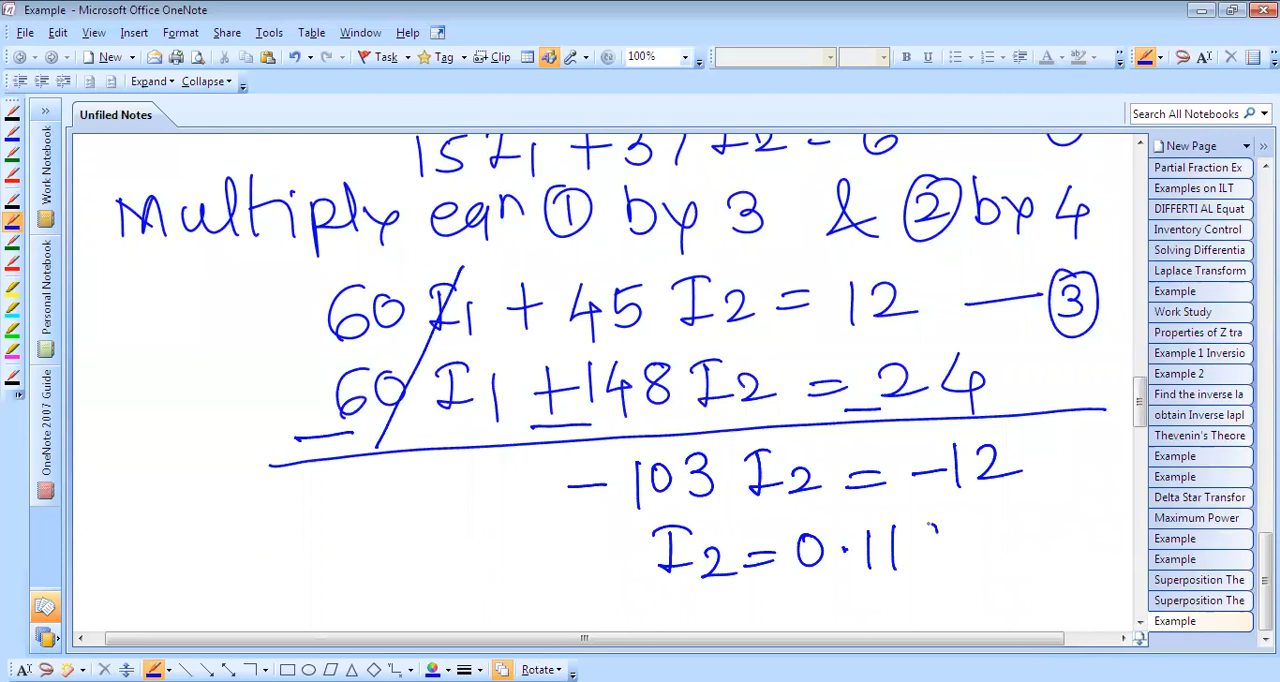 Example - Microsoft Office OneNote
File Edit View Insert Format Share Tools Table Window Help
New Task Tag Clip 100% B U
Expand Collapse
Unfiled Notes
Search All Notebooks
New Page
Work Notebook
Personal Notebook
OneNote 2007 Guide
15I1 + 37 I2 = 6
Multiply eqn ① by 3 & ② by 4
60 I1 + 45 I2 = 12 — ③
60 I1 + 148 I2 = 24
- 103 I2 = -12
I2 = 0.11
Partial Fraction Ex
Examples on ILT
DIFFERTI AL Equat
Inventory Control
Solving Differentia
Laplace Transform
Example
Work Study
Properties of Z tra
Example 1 Inversio
Example 2
Find the inverse la
obtain Inverse lapl
Thevenin's Theore
Example
Example
Delta Star Transfor
Maximum Power
Example
Example
Superposition The
Superposition The
Example
Rotate